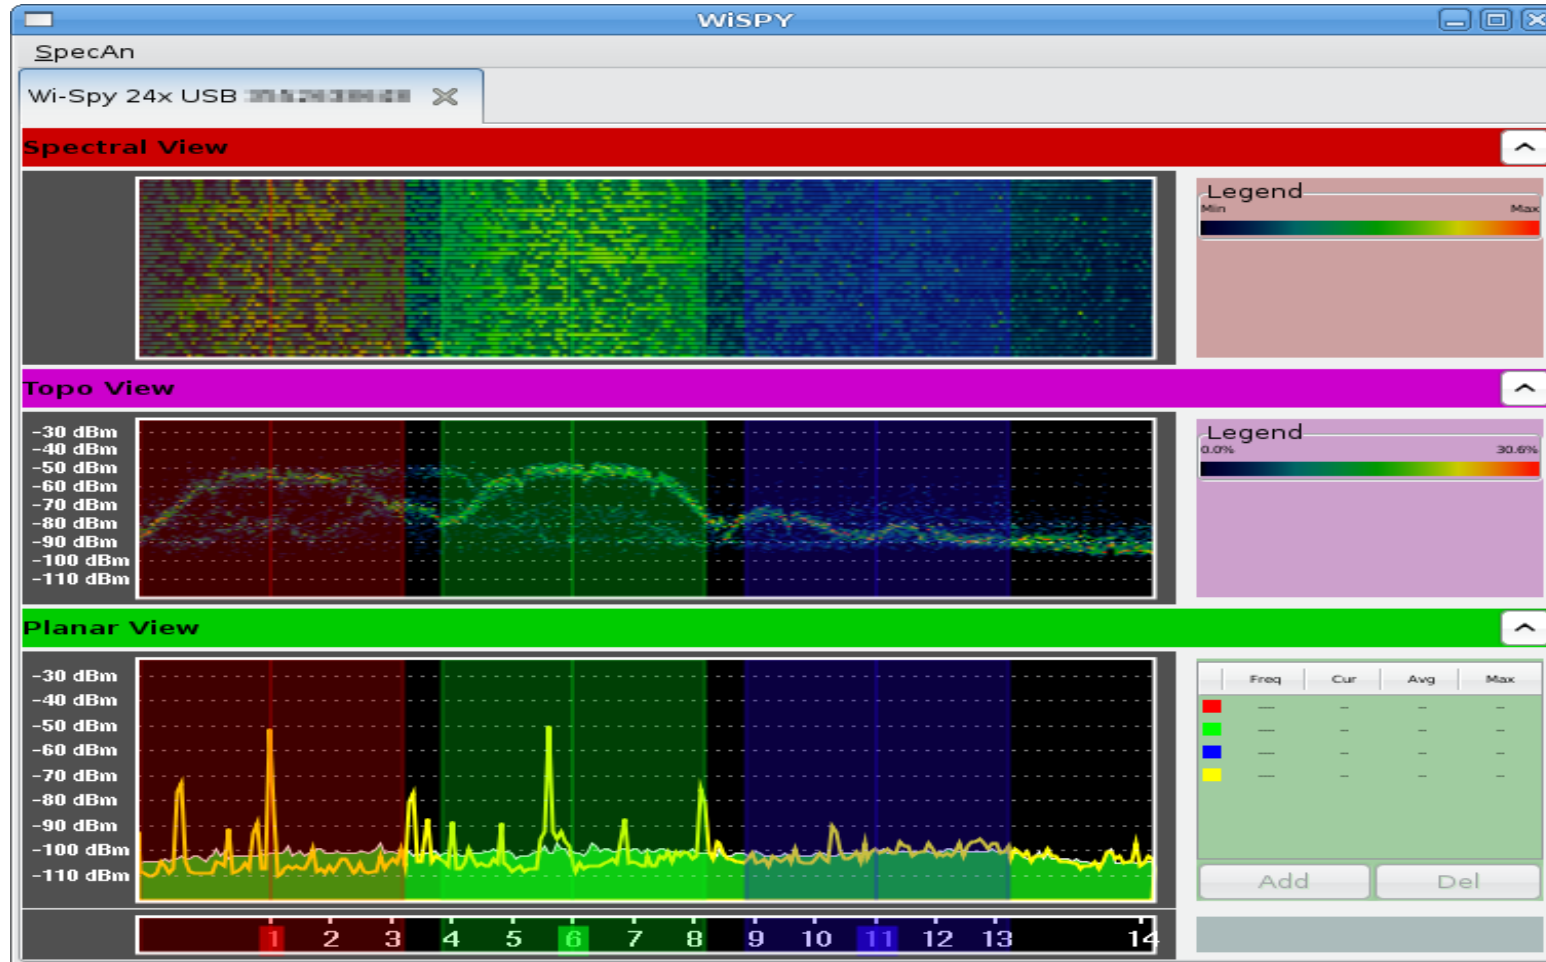 WiSPY
SpecAn
Wi-Spy 24x USB
Spectral View
Legend
Min Max
Topo View
-30 dBm
-40 dBm
-50 dBm
-60 dBm
-70 dBm
-80 dBm
-90 dBm
-100 dBm
-110 dBm
Legend
0.0% 30.6%
Planar View
-30 dBm
-40 dBm
-50 dBm
-60 dBm
-70 dBm
-80 dBm
-90 dBm
-100 dBm
-110 dBm
Freq Cur Avg Max
Add Del
1 2 3 4 5 6 7 8 9 10 11 12 13 14